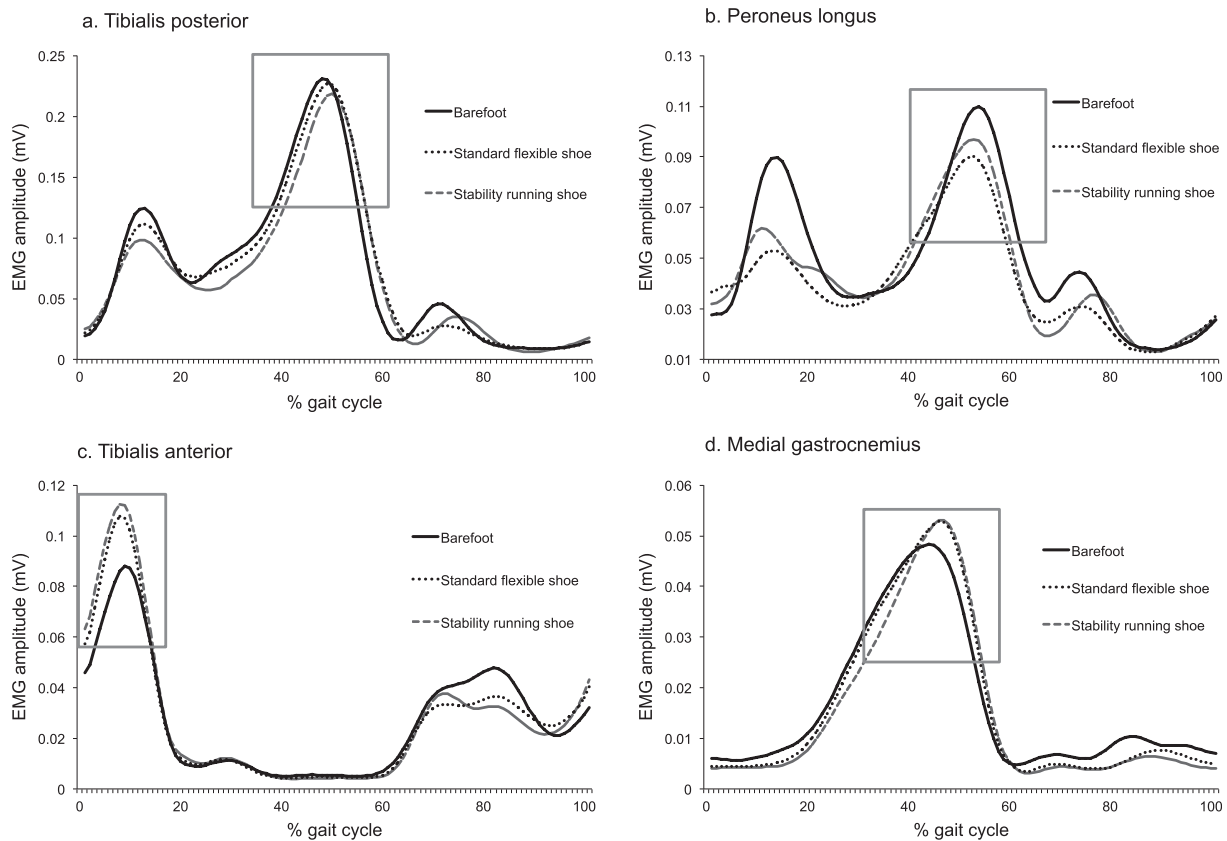 a. Tibialis posterior
0.25
0.2
0.15
0.1
0.05
0
EMG amplitude (mV)
0 20 40 60 80 100
% gait cycle
Barefoot
Standard flexible shoe
Stability running shoe
b. Peroneus longus
0.13
0.11
0.09
0.07
0.05
0.03
0.01
EMG amplitude (mV)
0 20 40 60 80 100
% gait cycle
Barefoot
Standard flexible shoe
Stability running shoe
c. Tibialis anterior
0.12
0.1
0.08
0.06
0.04
0.02
0
EMG amplitude (mV)
0 20 40 60 80 100
% gait cycle
Barefoot
Standard flexible shoe
Stability running shoe
d. Medial gastrocnemius
0.06
0.05
0.04
0.03
0.02
0.01
0
EMG amplitude (mV)
0 20 40 60 80 100
% gait cycle
Barefoot
Standard flexible shoe
Stability running shoe